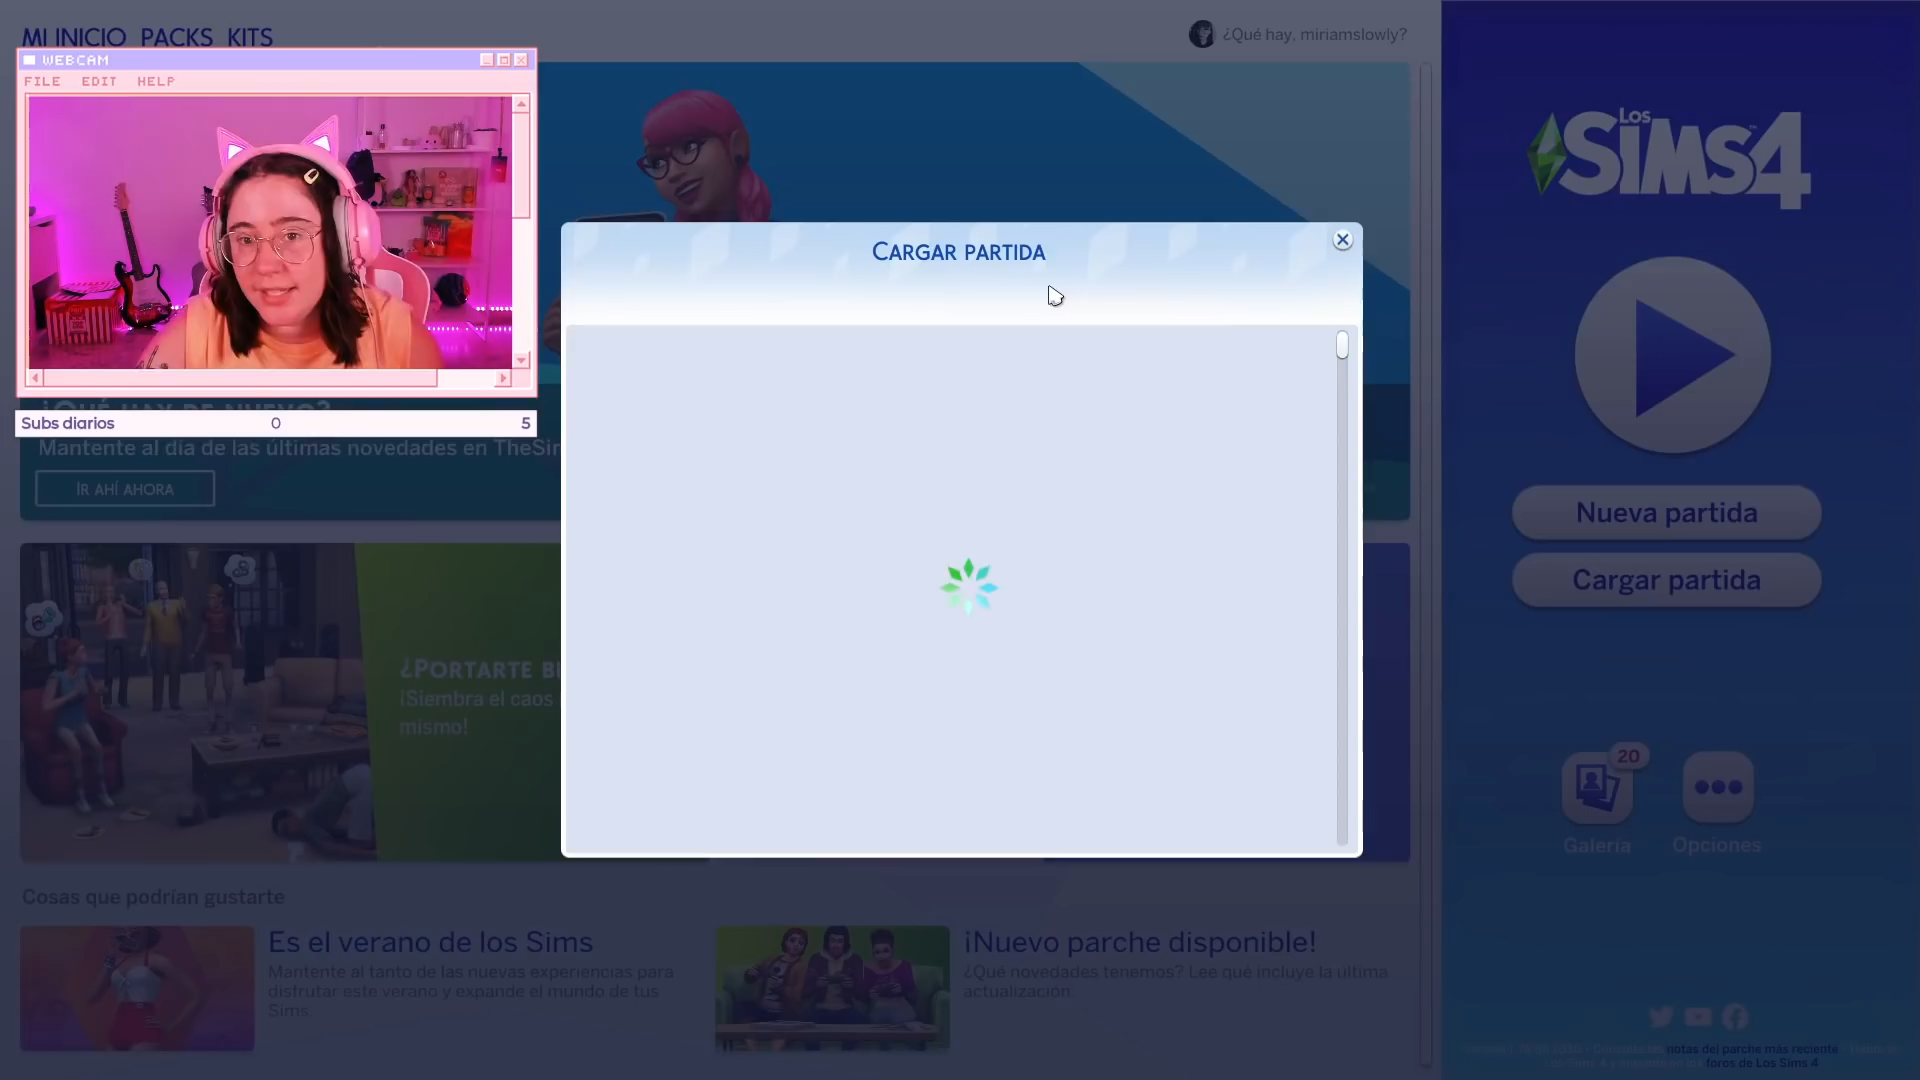 MI INICIO PACKS KITS
¿Qué hay, miriamslowly?
WEBCAM
FILE EDIT HELP
Subs diarios 0 5
Mantente al día de las últimas novedades en TheSi
ÍR AHÍ AHORA
CARGAR PARTIDA
LOS SIMS 4
Nueva partida
Cargar partida
20
Galería Opciones
¿PORTARTE B
¡Siembra el caos
mismo!
Cosas que podrían gustarte
Es el verano de los Sims
Mantente al tanto de las nuevas experiencias para
disfrutar este verano y expande el mundo de tus
Sims.
¡Nuevo parche disponible!
¿Qué novedades tenemos? Lee qué incluye la última
actualización.
notas del parche más reciente
foros de Los Sims 4